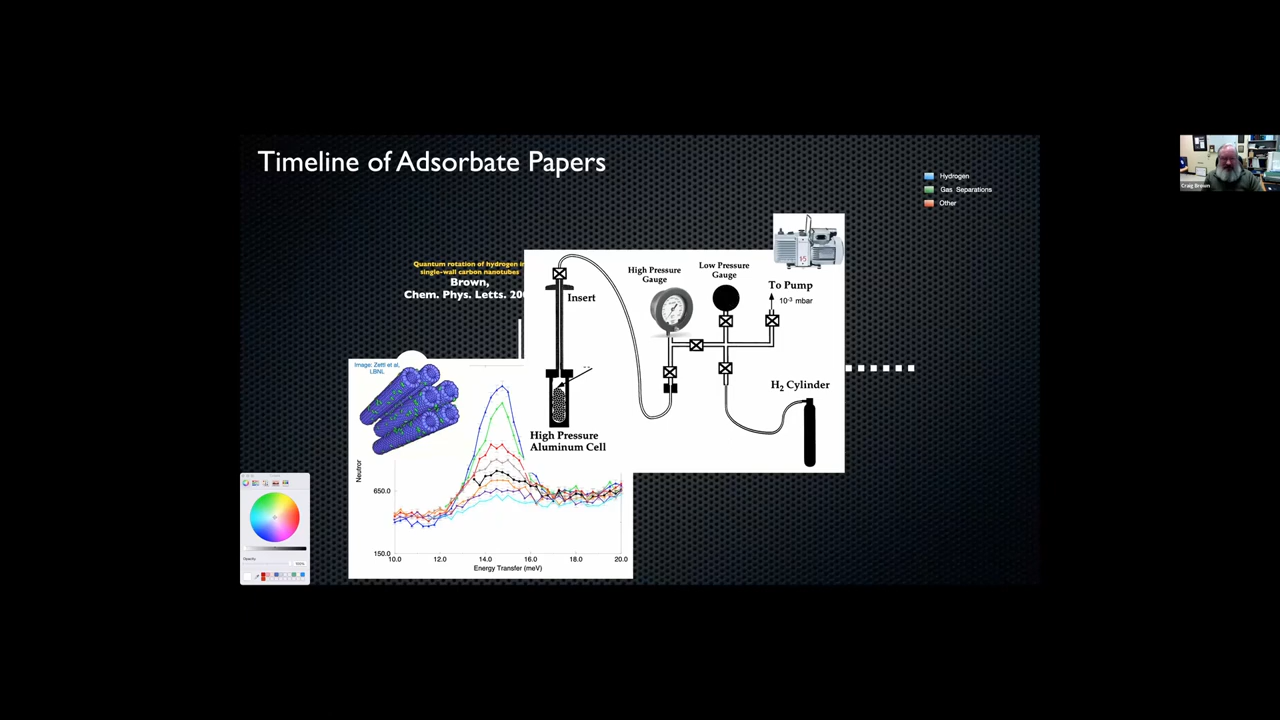 Timeline of Adsorbate Papers
Hydrogen
Gas Separations
Other
Craig Brown
Quantum rotation of hydrogen in
single-wall carbon nanotubes
Brown,
Chem. Phys. Letts. 200
Insert
High Pressure
Gauge
Low Pressure
Gauge
To Pump
10-3 mbar
H2 Cylinder
High Pressure
Aluminum Cell
Image: Zettl et al,
LBNL
Neutron
650.0
150.0
10.0 12.0 14.0 16.0 18.0 20.0
Energy Transfer (meV)
Opacity